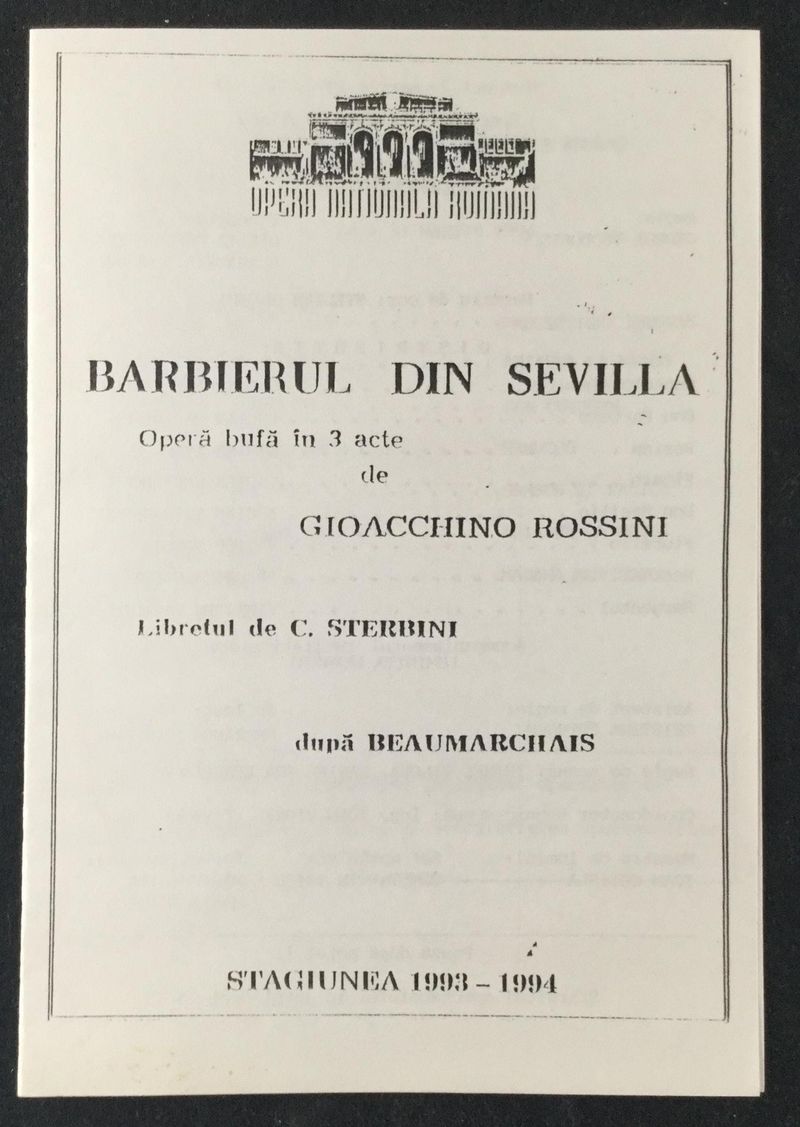 OPERA NATIONALA ROMANA
BARBIERUL DIN SEVILLA
Operă bufă în 3 acte
de
GIOACCHINO ROSSINI
Libretul de C. STERBINI
după BEAUMARCHAIS
STAGIUNEA 1993 – 1994